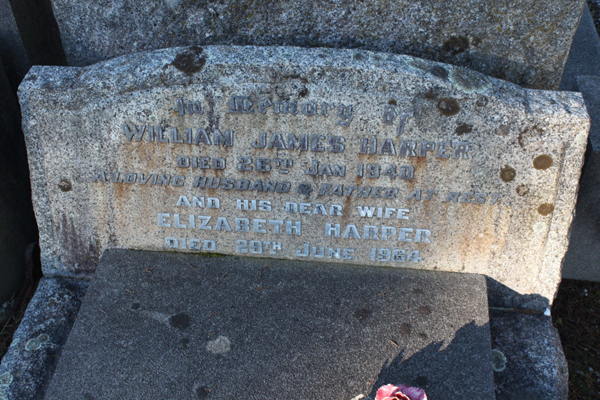 In Memory Of
WILLIAM JAMES HARPER
DIED 26TH JAN 1940
A LOVING HUSBAND & FATHER AT REST
AND HIS DEAR WIFE
ELIZABETH HARPER
DIED 29TH JUNE 1964